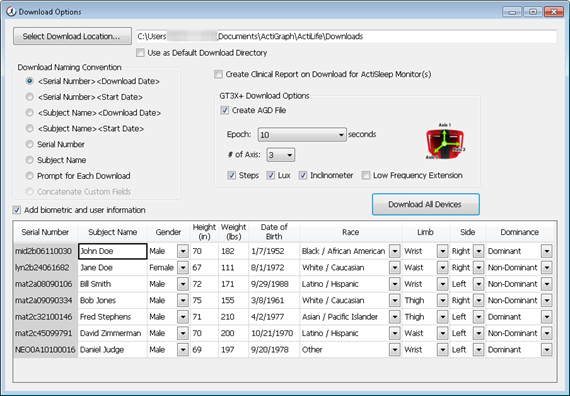 Download Options
Select Download Location...
C:\Users Documents\ActiGraph\ActiLife\Downloads
Use as Default Download Directory
Download Naming Convention
<Serial Number> <Download Date>
<Serial Number> <Start Date>
<Subject Name> <Download Date>
<Subject Name> <Start Date>
Serial Number
Subject Name
Prompt for Each Download
Concatenate Custom Fields
Create Clinical Report on Download for ActiSleep Monitor(s)
GT3X+ Download Options
Create AGD File
Epoch: 10 seconds
# of Axis: 3
Axis 1
Axis 2
Steps Lux Inclinometer Low Frequency Extension
Download All Devices
Add biometric and user information
Serial Number Subject Name Gender Height (in) Weight (lbs) Date of Birth Race Limb Side Dominance
mid2b06110030 John Doe Male 70 182 1/7/1952 Black / African American Wrist Right Dominant
lyn2b24061682 Jane Doe Female 67 111 8/1/1972 White / Caucasian Waist Right Non-Dominant
mat2a08090106 Bill Smith Male 72 171 9/29/1988 Latino / Hispanic Wrist Left Dominant
mat2a09090334 Bob Jones Male 75 155 3/8/1961 White / Caucasian Thigh Left Non-Dominant
mat2c32100146 Fred Stephens Male 71 210 4/2/1977 Asian / Pacific Islander Thigh Right Dominant
mat2c45099791 David Zimmerman Male 70 200 10/21/1970 Latino / Hispanic Waist Left Non-Dominant
NEO0A10100016 Daniel Judge Male 69 197 9/20/1978 Other Wrist Left Dominant